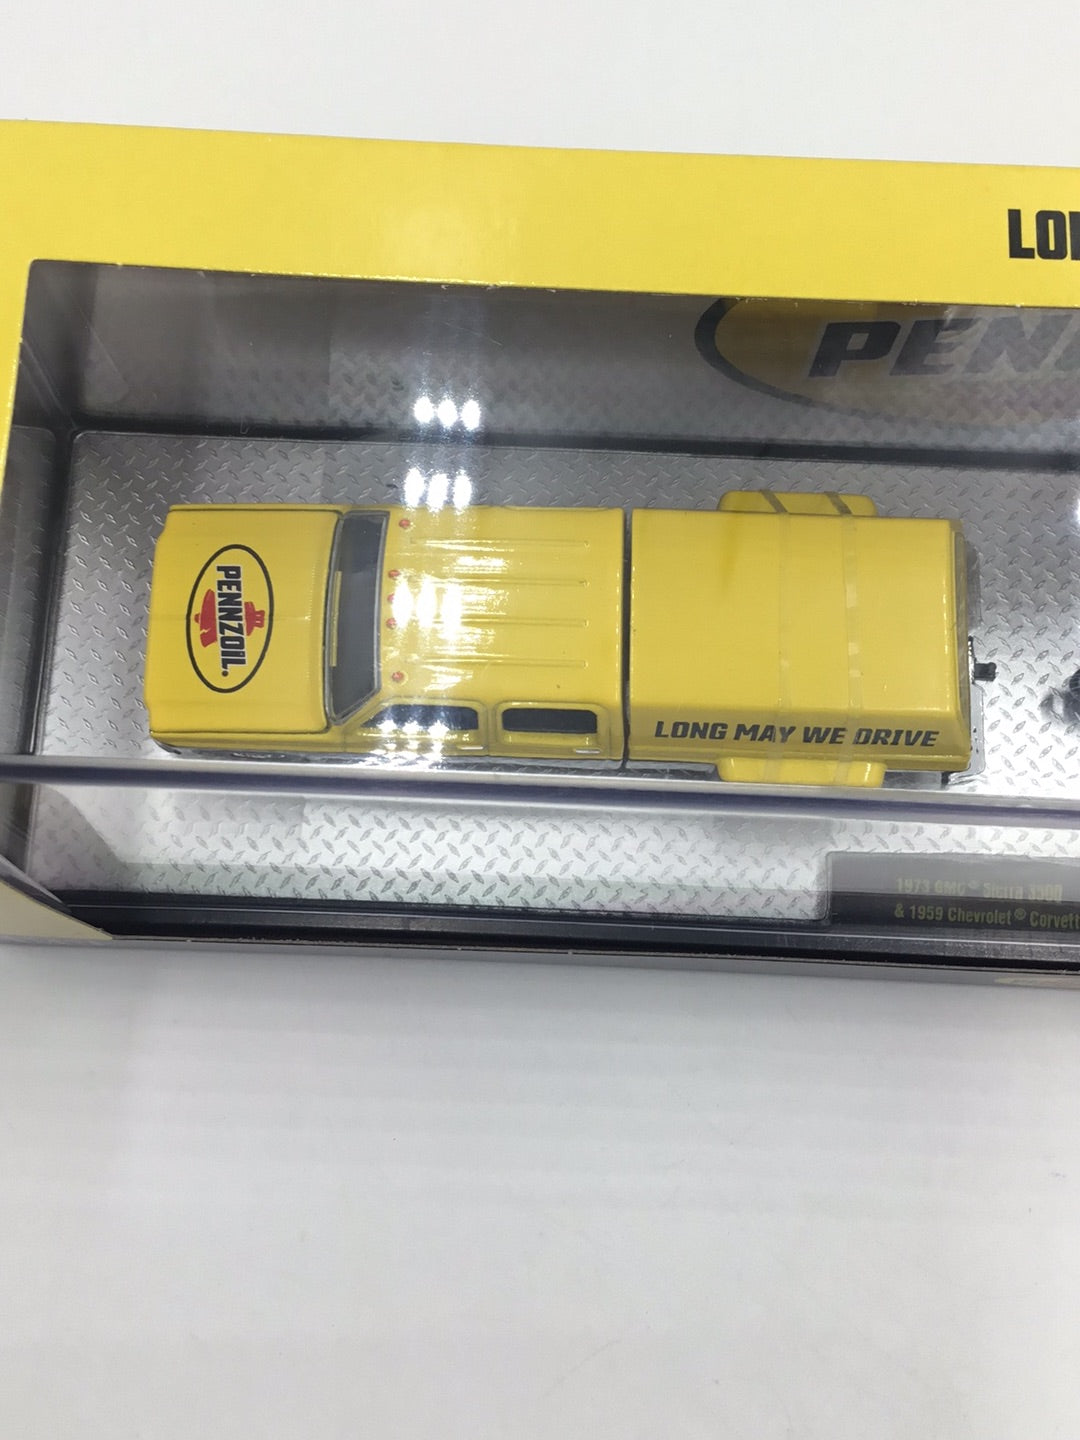 LO
PEN
PENNZOIL®
LONG MAY WE DRIVE
1973 GMC® Sierra 3500
& 1959 Chevrolet® Corvett